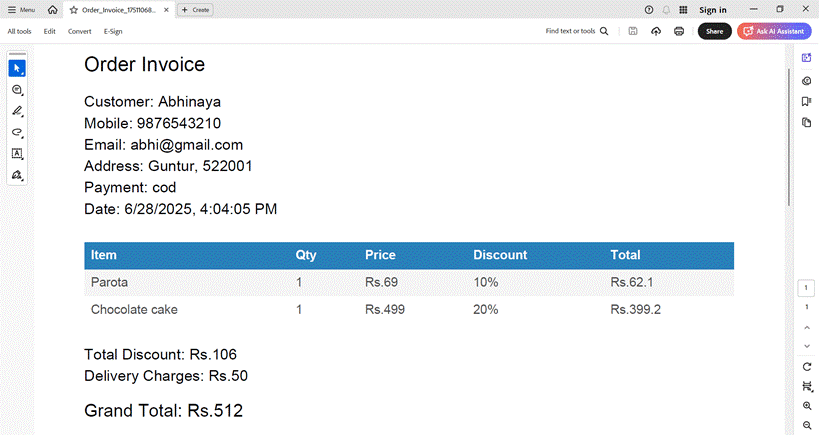 Menu
Order_Invoice_17511068...
Create
Sign in
All tools
Edit
Convert
E-Sign
Find text or tools
Share
Ask AI Assistant
Order Invoice
Customer: Abhinaya
Mobile: 9876543210
Email: abhi@gmail.com
Address: Guntur, 522001
Payment: cod
Date: 6/28/2025, 4:04:05 PM
Item Qty Price Discount Total
Parota 1 Rs.69 10% Rs.62.1
Chocolate cake 1 Rs.499 20% Rs.399.2
Total Discount: Rs.106
Delivery Charges: Rs.50
Grand Total: Rs.512
1
1